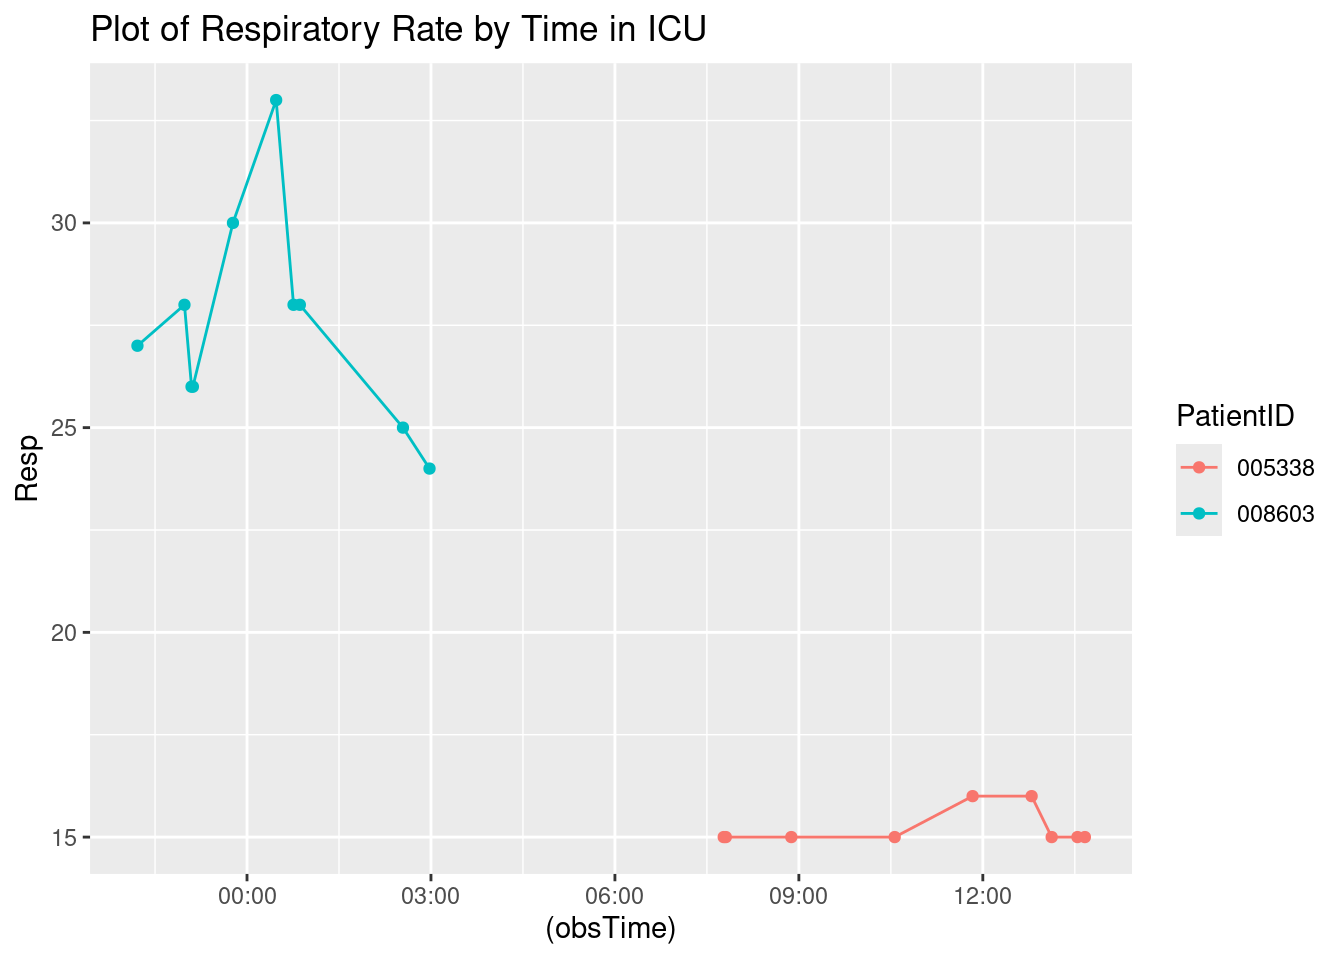 Plot of Respiratory Rate by Time in ICU
Resp
30
25
20
15
00:00 03:00 06:00 09:00 12:00
(obsTime)
PatientID
005338
008603